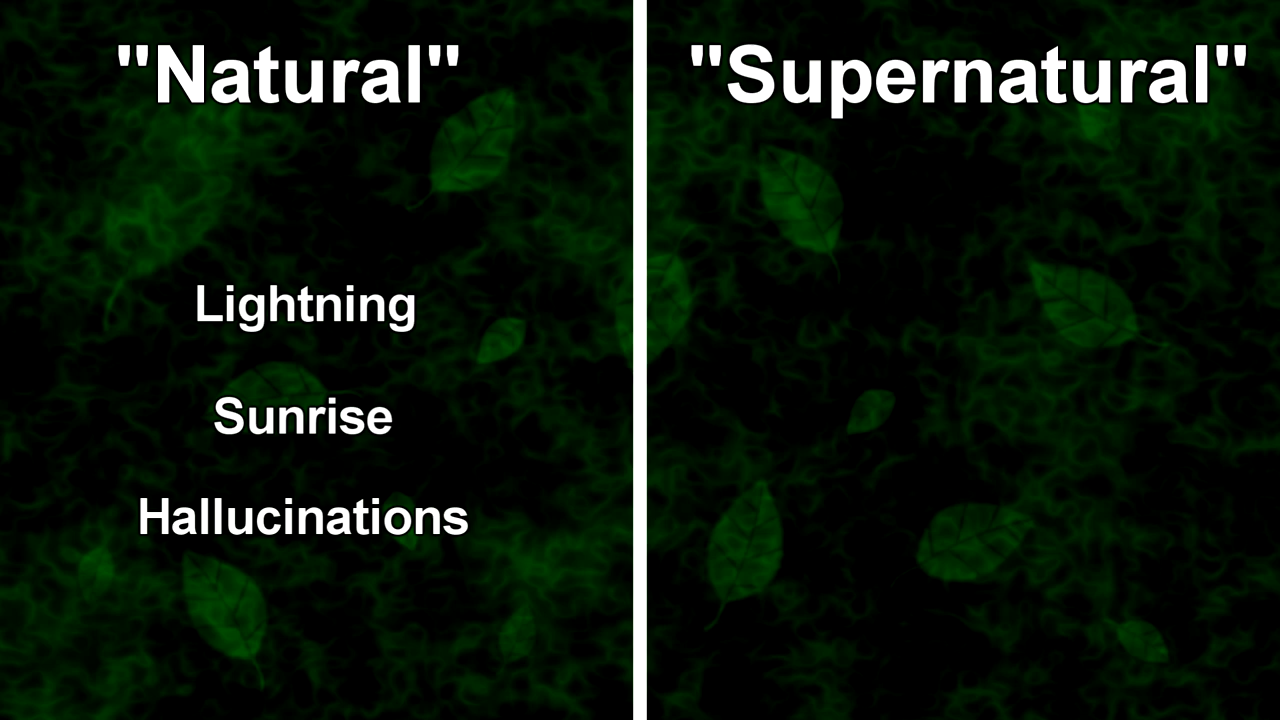 "Natural"
"Supernatural"
Lightning
Sunrise
Hallucinations